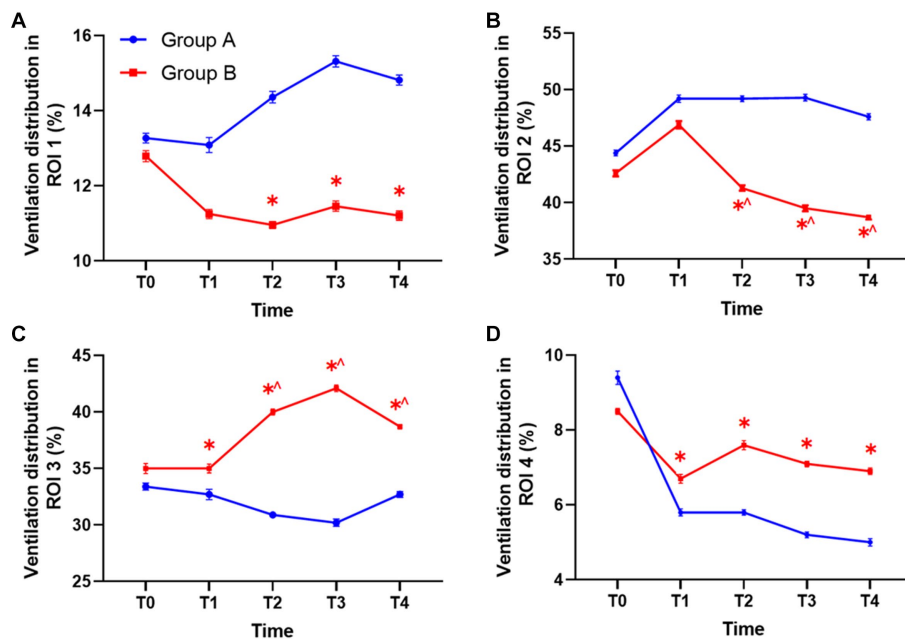 A
Ventilation distribution in
ROI 1 (%)
16
14
12
10
Group A
Group B
*
*
*
T0 T1 T2 T3 T4
Time
B
Ventilation distribution in
ROI 2 (%)
55
50
45
40
35
*^
*^
*^
T0 T1 T2 T3 T4
Time
C
Ventilation distribution in
ROI 3 (%)
45
40
35
30
25
*
*^
*^
*^
T0 T1 T2 T3 T4
Time
D
Ventilation distribution in
ROI 4 (%)
10
8
6
4
*
*
*
*
T0 T1 T2 T3 T4
Time